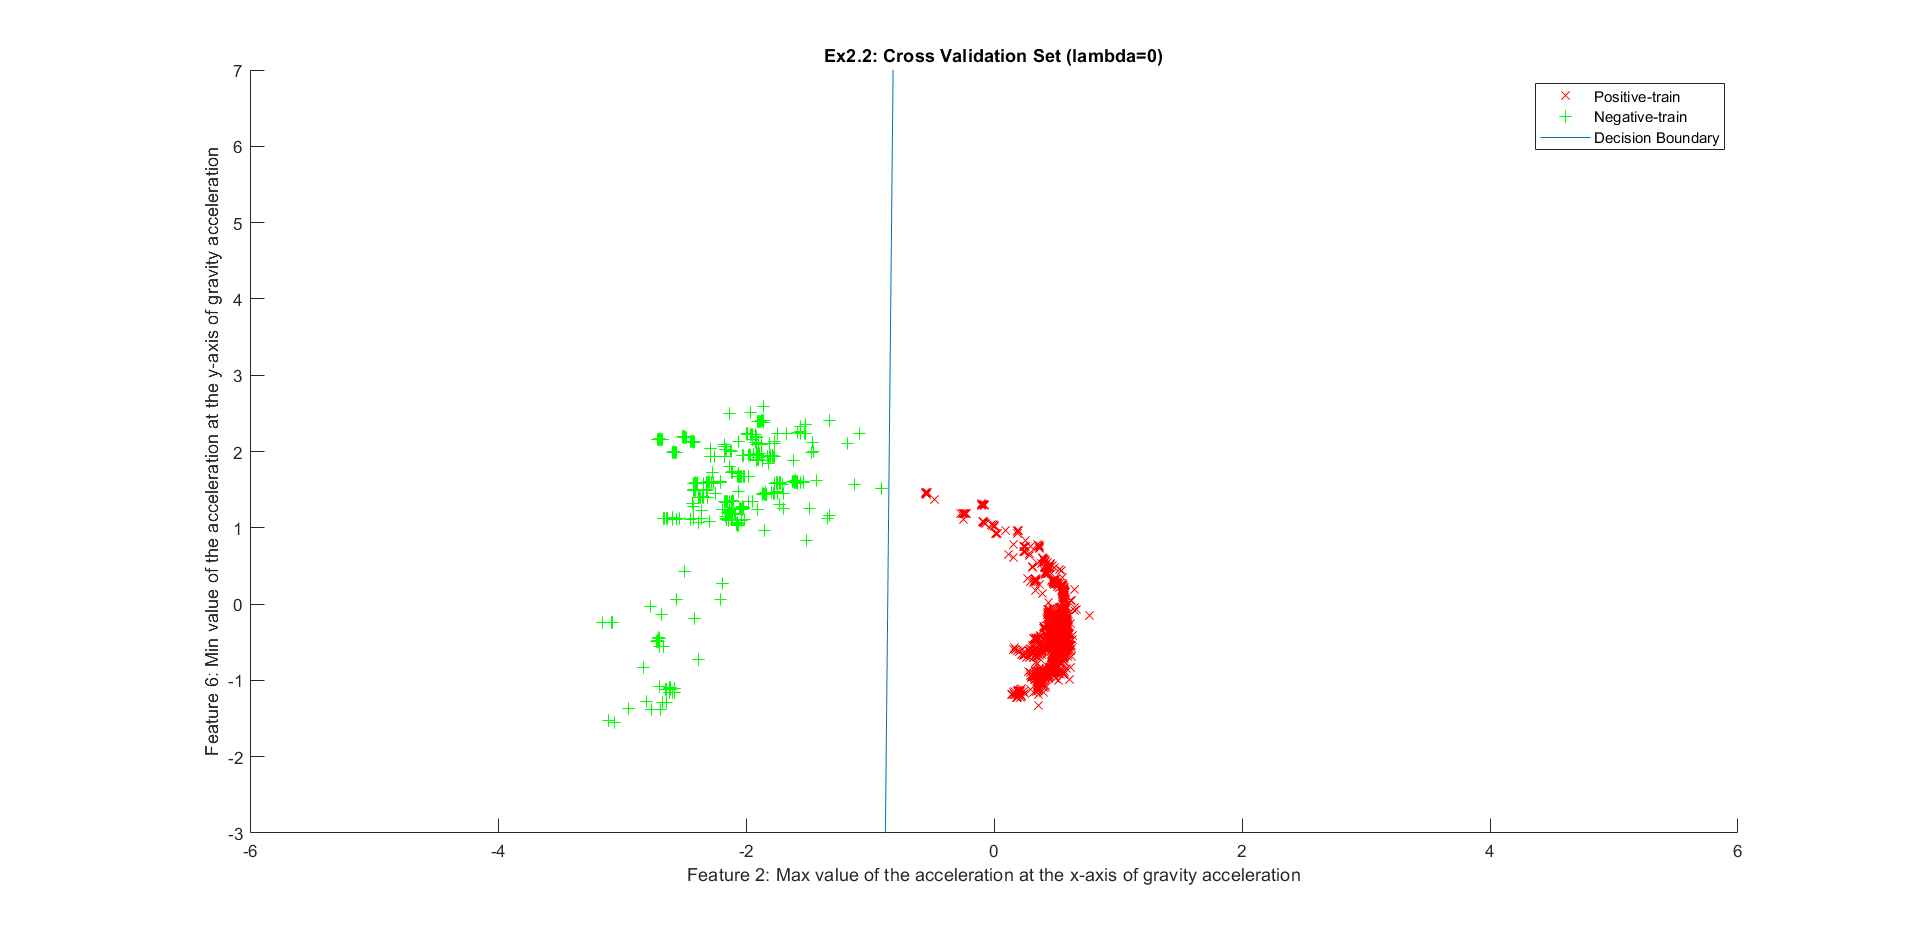 Ex2.2: Cross Validation Set (lambda=0)
Positive-train
Negative-train
Decision Boundary
7
6
5
4
3
2
1
0
-1
-2
-3
Feature 6: Min value of the acceleration at the y-axis of gravity acceleration
-6 -4 -2 0 2 4 6
Feature 2: Max value of the acceleration at the x-axis of gravity acceleration